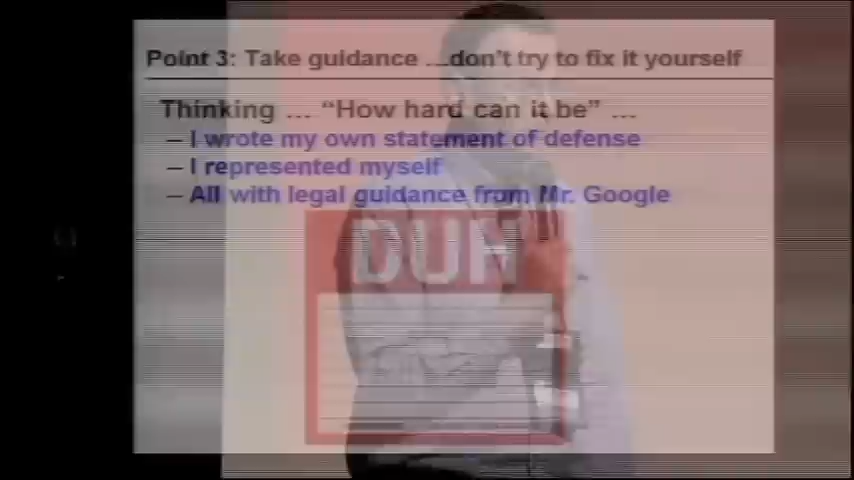 Point 3: Take guidance ...don't try to fix it yourself
Thinking ... “How hard can it be” ...
– I wrote my own statement of defense
– I represented myself
– All with legal guidance from Mr. Google
DUH